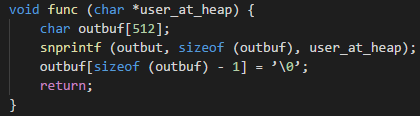 void func (char *user_at_heap) {
    char outbuf[512];
    snprintf (outbut, sizeof (outbuf), user_at_heap);
    outbuf[sizeof (outbuf) - 1] = ’\0’;
    return;
}